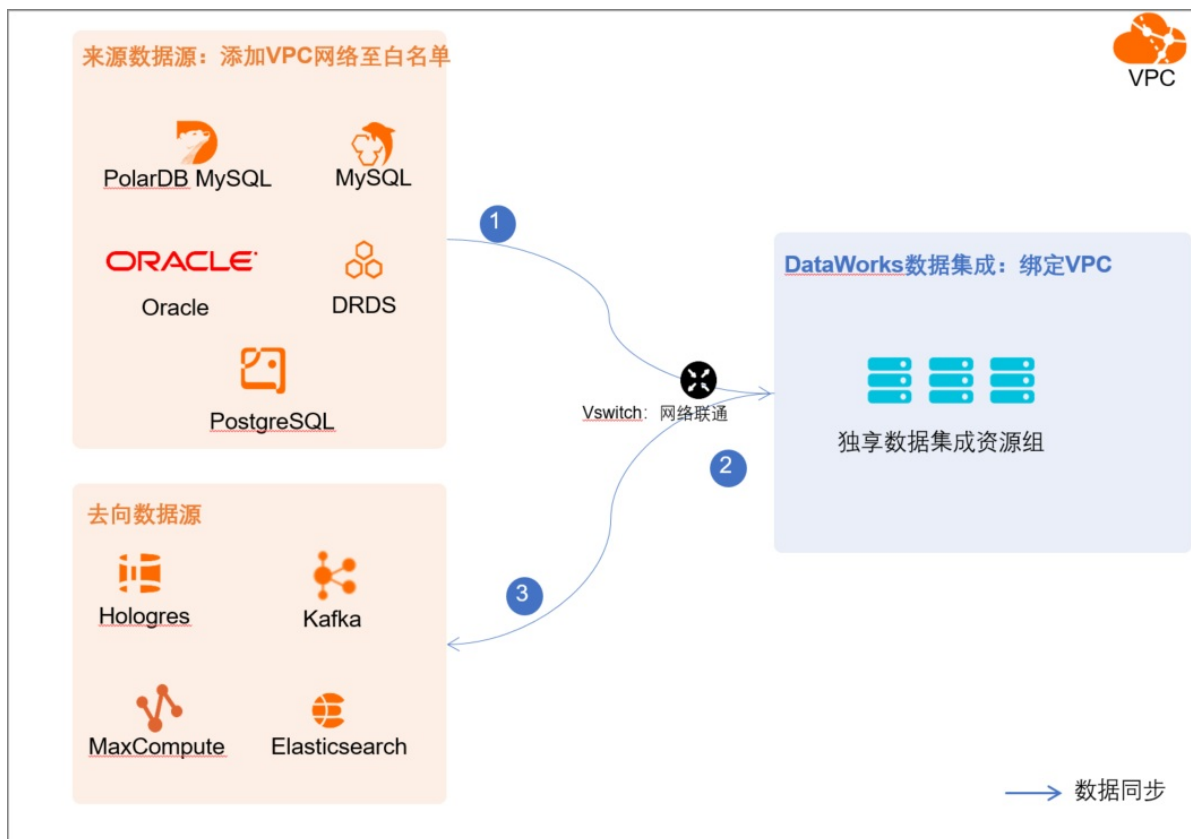 VPC
来源数据源：添加VPC网络至白名单
PolarDB MySQL
MySQL
ORACLE
Oracle
DRDS
PostgreSQL
1
DataWorks数据集成：绑定VPC
独享数据集成资源组
Vswitch：网络联通
2
去向数据源
Hologres
Kafka
3
MaxCompute
Elasticsearch
数据同步